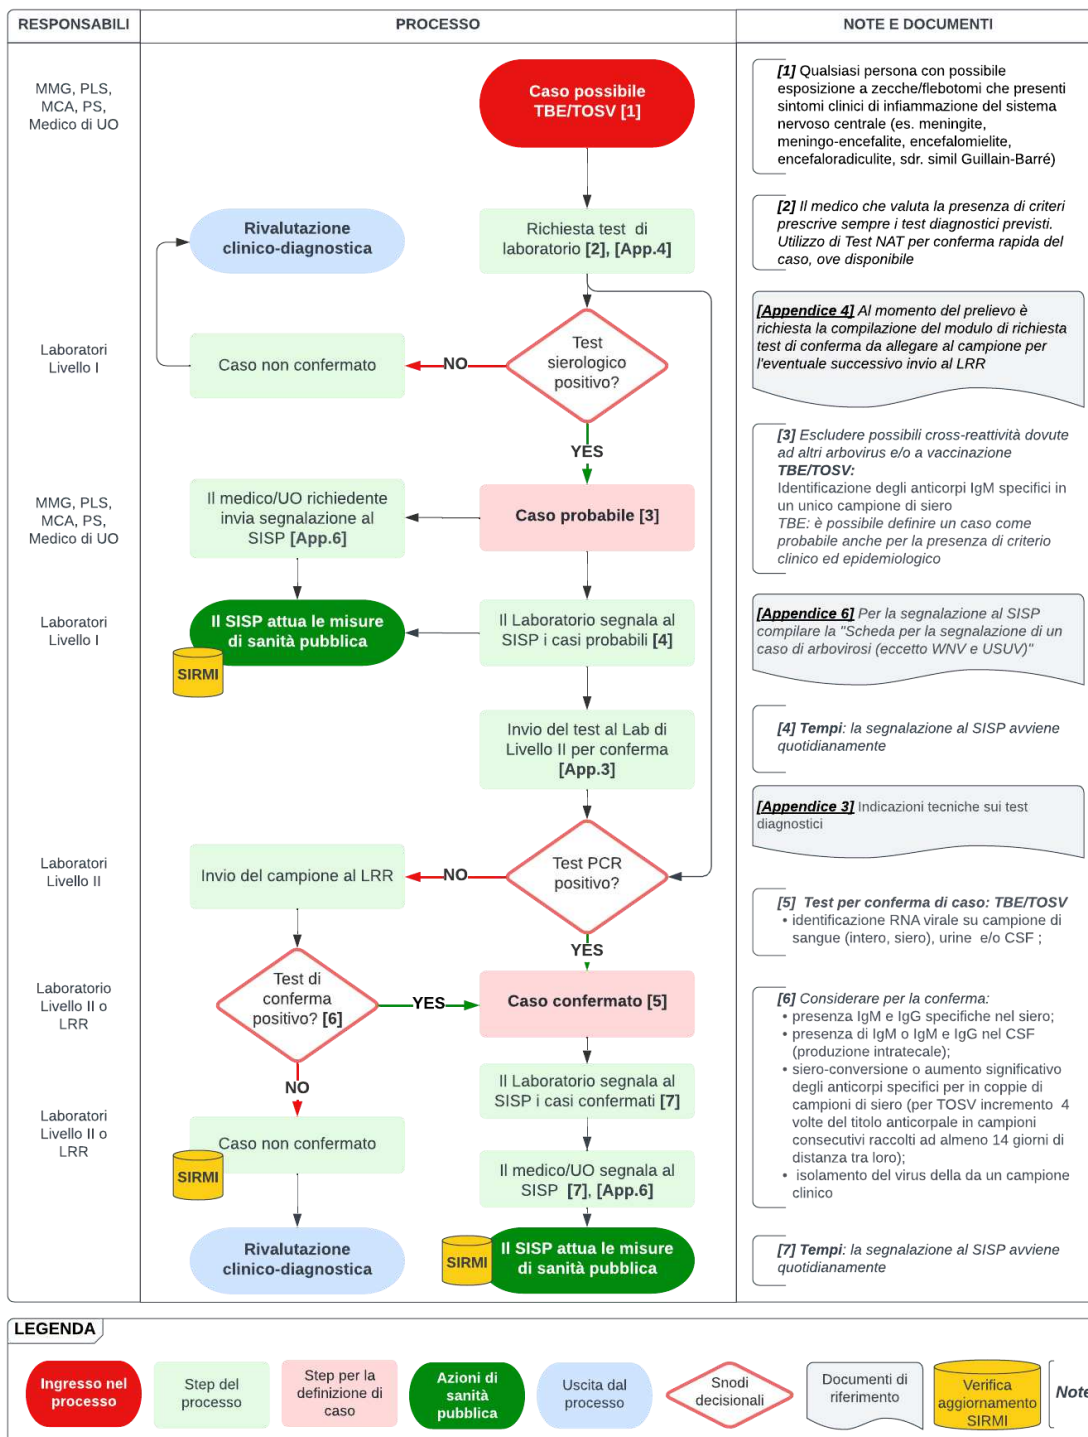 RESPONSABILI
PROCESSO
NOTE E DOCUMENTI
MMG, PLS,
MCA, PS,
Medico di UO
Caso possibile
TBE/TOSV [1]
[1] Qualsiasi persona con possibile
esposizione a zecche/flebotomi che presenti
sintomi clinici di infiammazione del sistema
nervoso centrale (es. meningite,
meningo-encefalite, encefalomielite,
encefaloradiculite, sdr. simil Guillain-Barré)
Rivalutazione
clinico-diagnostica
Richiesta test di
laboratorio [2], [App.4]
[2] Il medico che valuta la presenza di criteri
prescrive sempre i test diagnostici previsti.
Utilizzo di Test NAT per conferma rapida del
caso, ove disponibile
[Appendice 4] Al momento del prelievo è
richiesta la compilazione del modulo di richiesta
test di conferma da allegare al campione per
l'eventuale successivo invio al LRR
Laboratori
Livello I
Caso non confermato
NO
Test
sierologico
positivo?
YES
[3] Escludere possibili cross-reattività dovute
ad altri arbovirus e/o a vaccinazione
TBE/TOSV:
Identificazione degli anticorpi IgM specifici in
un unico campione di siero
TBE: è possibile definire un caso come
probabile anche per la presenza di criterio
clinico ed epidemiologico
MMG, PLS,
MCA, PS,
Medico di UO
Il medico/UO richiedente
invia segnalazione al
SISP [App.6]
Caso probabile [3]
Laboratori
Livello I
Il SISP attua le misure
di sanità pubblica
SIRMI
Il Laboratorio segnala al
SISP i casi probabili [4]
[Appendice 6] Per la segnalazione al SISP
compilare la "Scheda per la segnalazione di un
caso di arbovirosi (eccetto WNV e USUV)"
Invio del test al Lab di
Livello II per conferma
[App.3]
[4] Tempi: la segnalazione al SISP avviene
quotidianamente
[Appendice 3] Indicazioni tecniche sui test
diagnostici
Laboratori
Livello II
Invio del campione al LRR
NO
Test PCR
positivo?
YES
[5] Test per conferma di caso: TBE/TOSV
• identificazione RNA virale su campione di
sangue (intero, siero), urine e/o CSF ;
Laboratorio
Livello II o
LRR
Test di
conferma
positivo? [6]
YES
Caso confermato [5]
NO
[6] Considerare per la conferma:
• presenza IgM e IgG specifiche nel siero;
• presenza di IgM o IgM e IgG nel CSF
(produzione intratecale);
• siero-conversione o aumento significativo
degli anticorpi specifici per in coppie di
campioni di siero (per TOSV incremento 4
volte del titolo anticorpale in campioni
consecutivi raccolti ad almeno 14 giorni di
distanza tra loro);
• isolamento del virus della da un campione
clinico
Il Laboratorio segnala al
SISP i casi confermati [7]
Laboratori
Livello II o
LRR
Caso non confermato
SIRMI
Il medico/UO segnala al
SISP [7], [App.6]
Rivalutazione
clinico-diagnostica
SIRMI
Il SISP attua le misure
di sanità pubblica
[7] Tempi: la segnalazione al SISP avviene
quotidianamente
LEGENDA
Ingresso nel
processo
Step del
processo
Step per la
definizione di
caso
Azioni di
sanità
pubblica
Uscita dal
processo
Snodi
decisionali
Documenti di
riferimento
Verifica
aggiornamento
SIRMI
Note